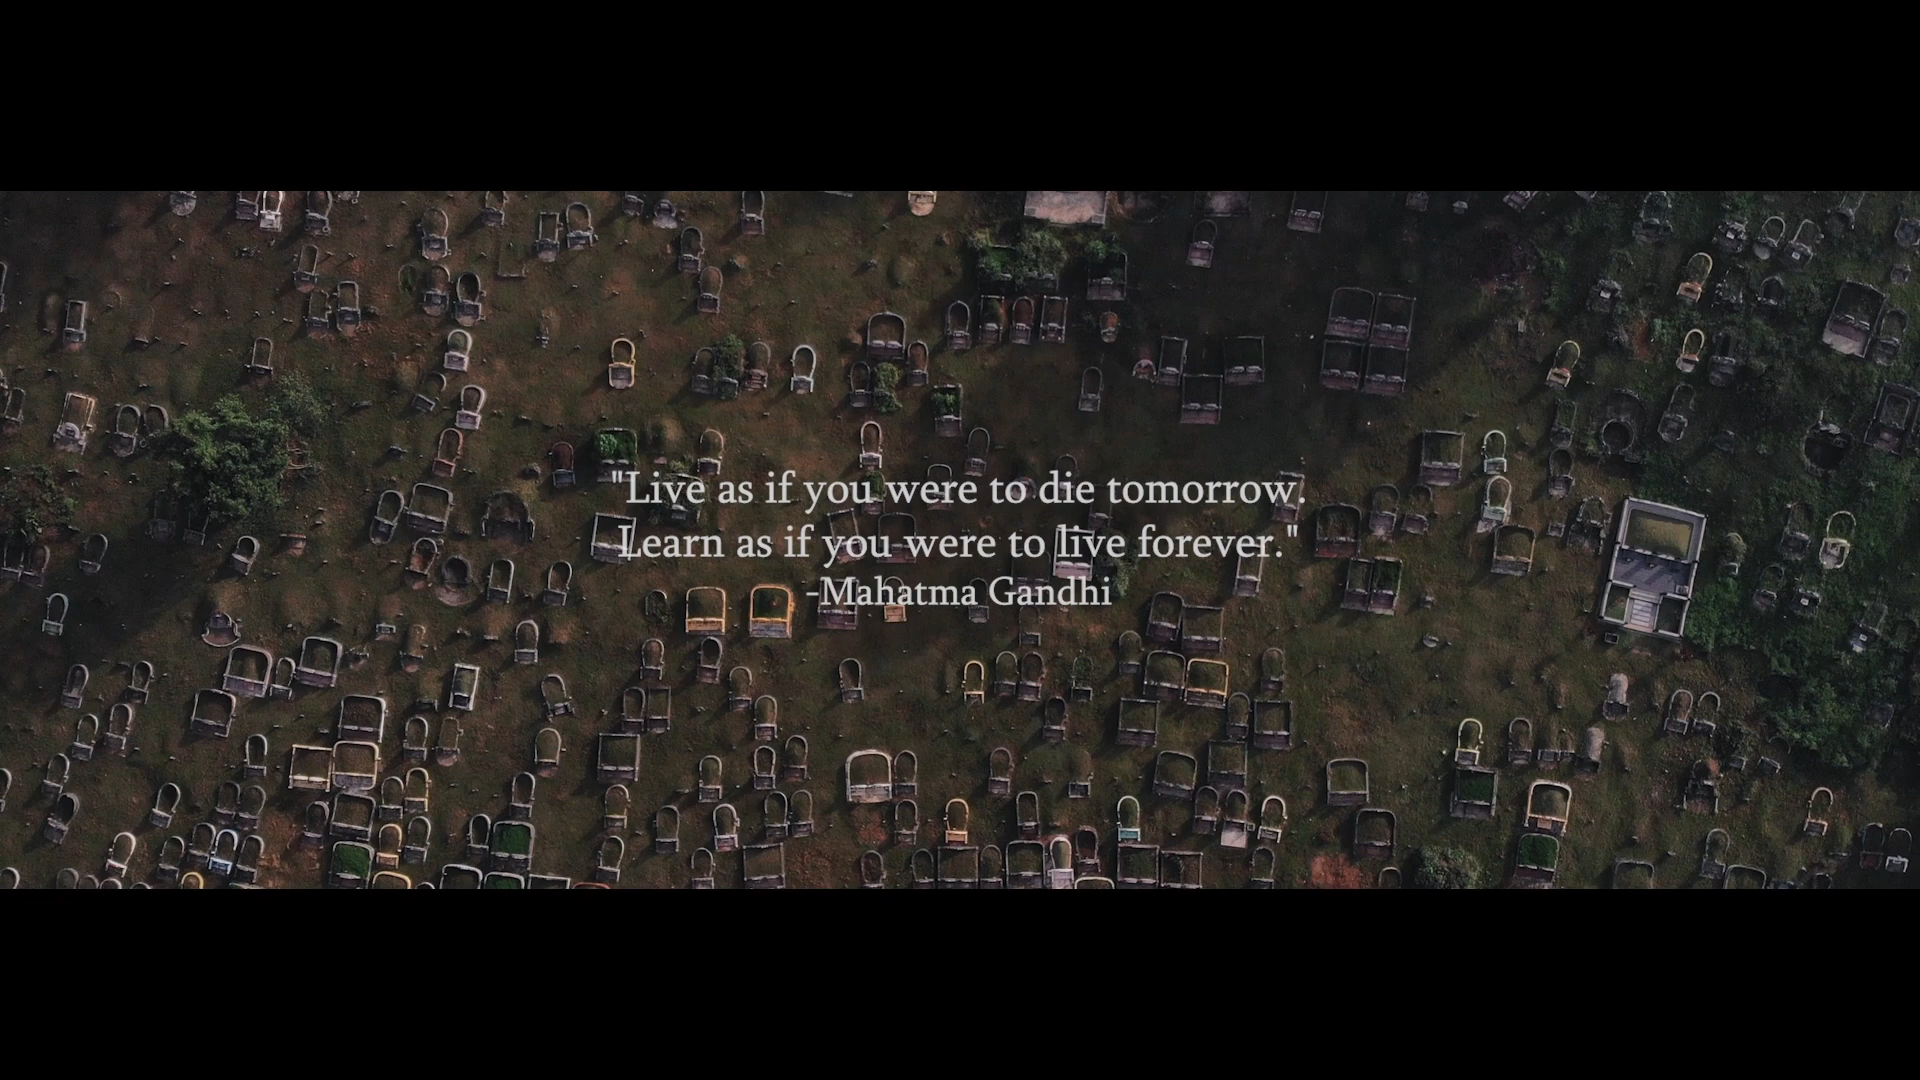 "Live as if you were to die tomorrow.
Learn as if you were to live forever."
-Mahatma Gandhi